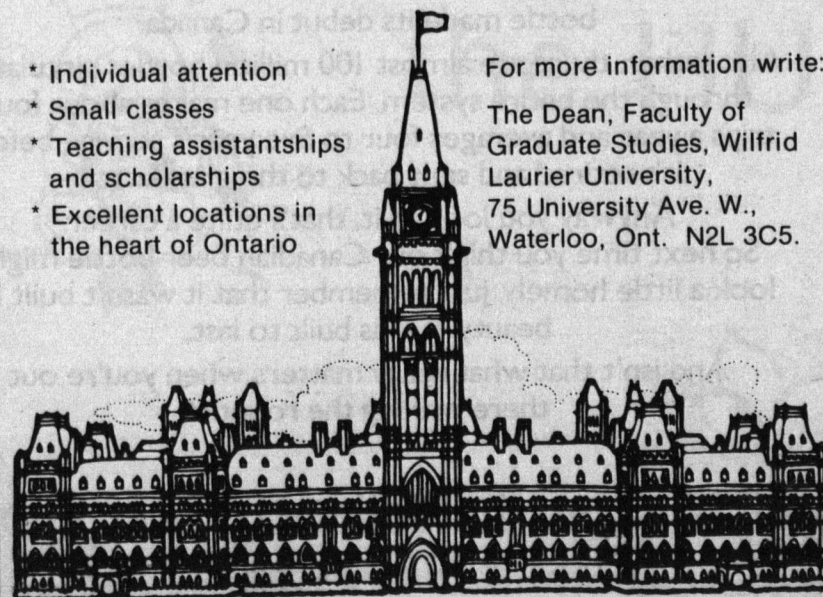 * Individual attention
* Small classes
* Teaching assistantships
and scholarships
* Excellent locations in
the heart of Ontario
For more information write:
The Dean, Faculty of
Graduate Studies, Wilfrid
Laurier University,
75 University Ave. W.,
Waterloo, Ont. N2L 3C5.